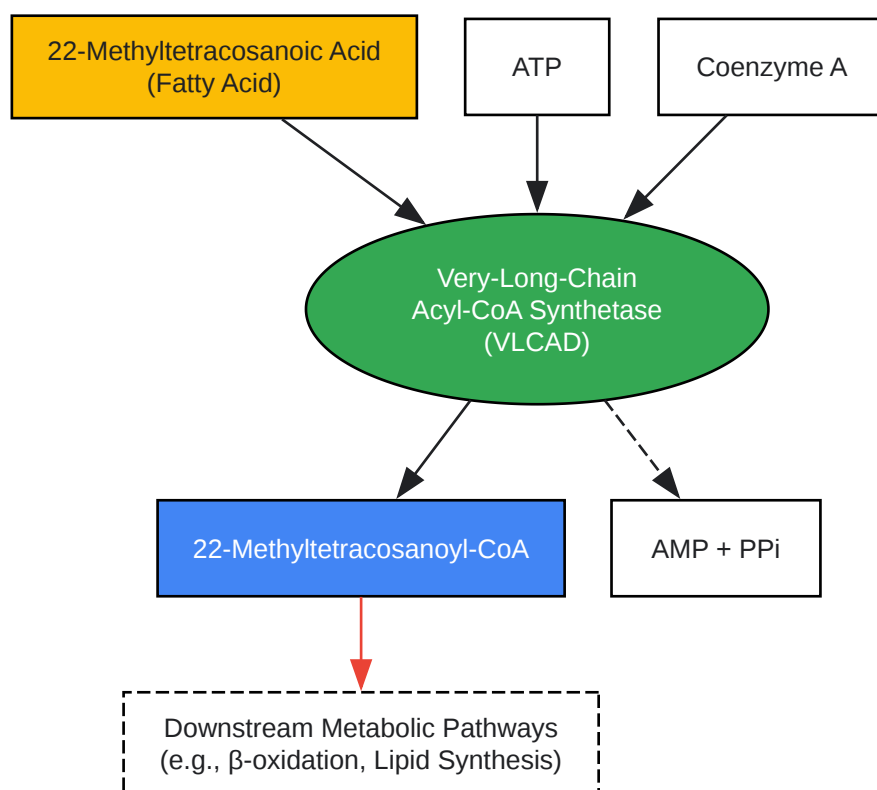 22-Methyltetracosanoic Acid
(Fatty Acid)
ATP
Coenzyme A
Very-Long-Chain
Acyl-CoA Synthetase
(VLCAD)
22-Methyltetracosanoyl-CoA
AMP + PPi
Downstream Metabolic Pathways
(e.g., β-oxidation, Lipid Synthesis)